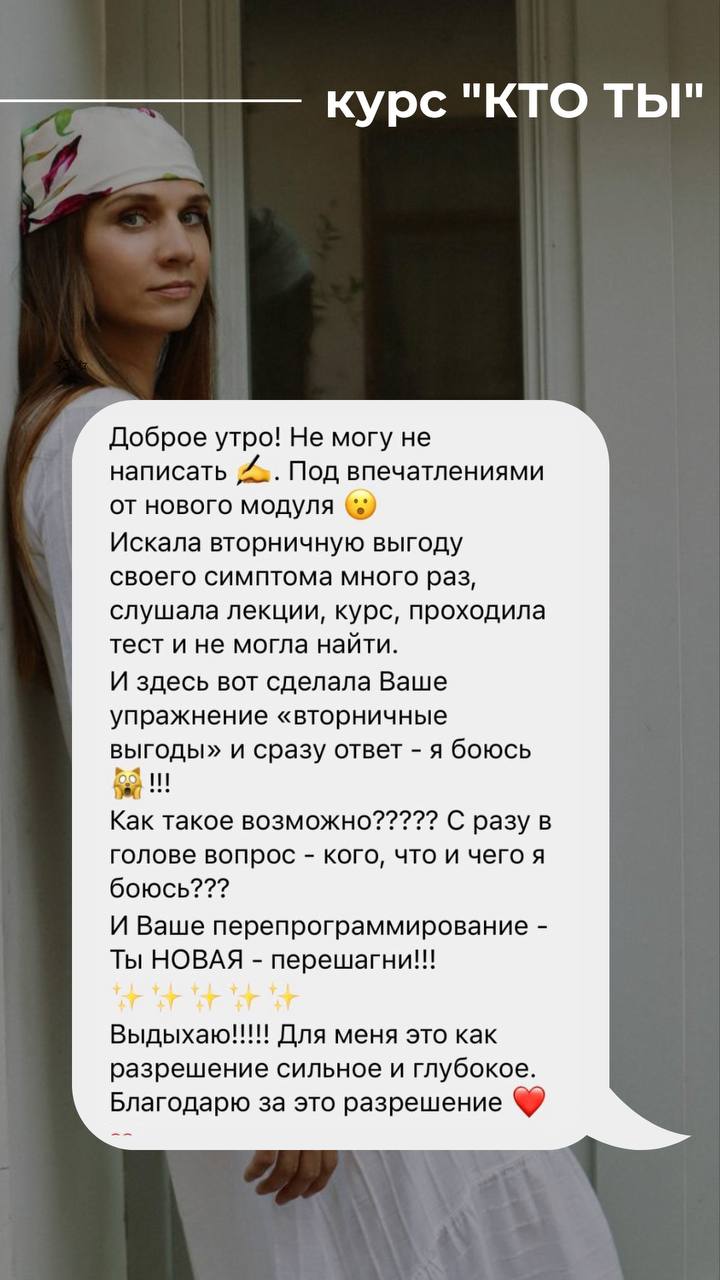 курс "КТО ТЫ"
Доброе утро! Не могу не
написать ✍️. Под впечатлениями
от нового модуля 😮
Искала вторичную выгоду
своего симптома много раз,
слушала лекции, курс, проходила
тест и не могла найти.
И здесь вот сделала Ваше
упражнение «вторичные
выгоды» и сразу ответ - я боюсь
🙀!!!
Как такое возможно????? С разу в
голове вопрос - кого, что и чего я
боюсь???
И Ваше перепрограммирование -
Ты НОВАЯ - перешагни!!!
✨✨✨✨✨
Выдыхаю!!!!! Для меня это как
разрешение сильное и глубокое.
Благодарю за это разрешение ❤️